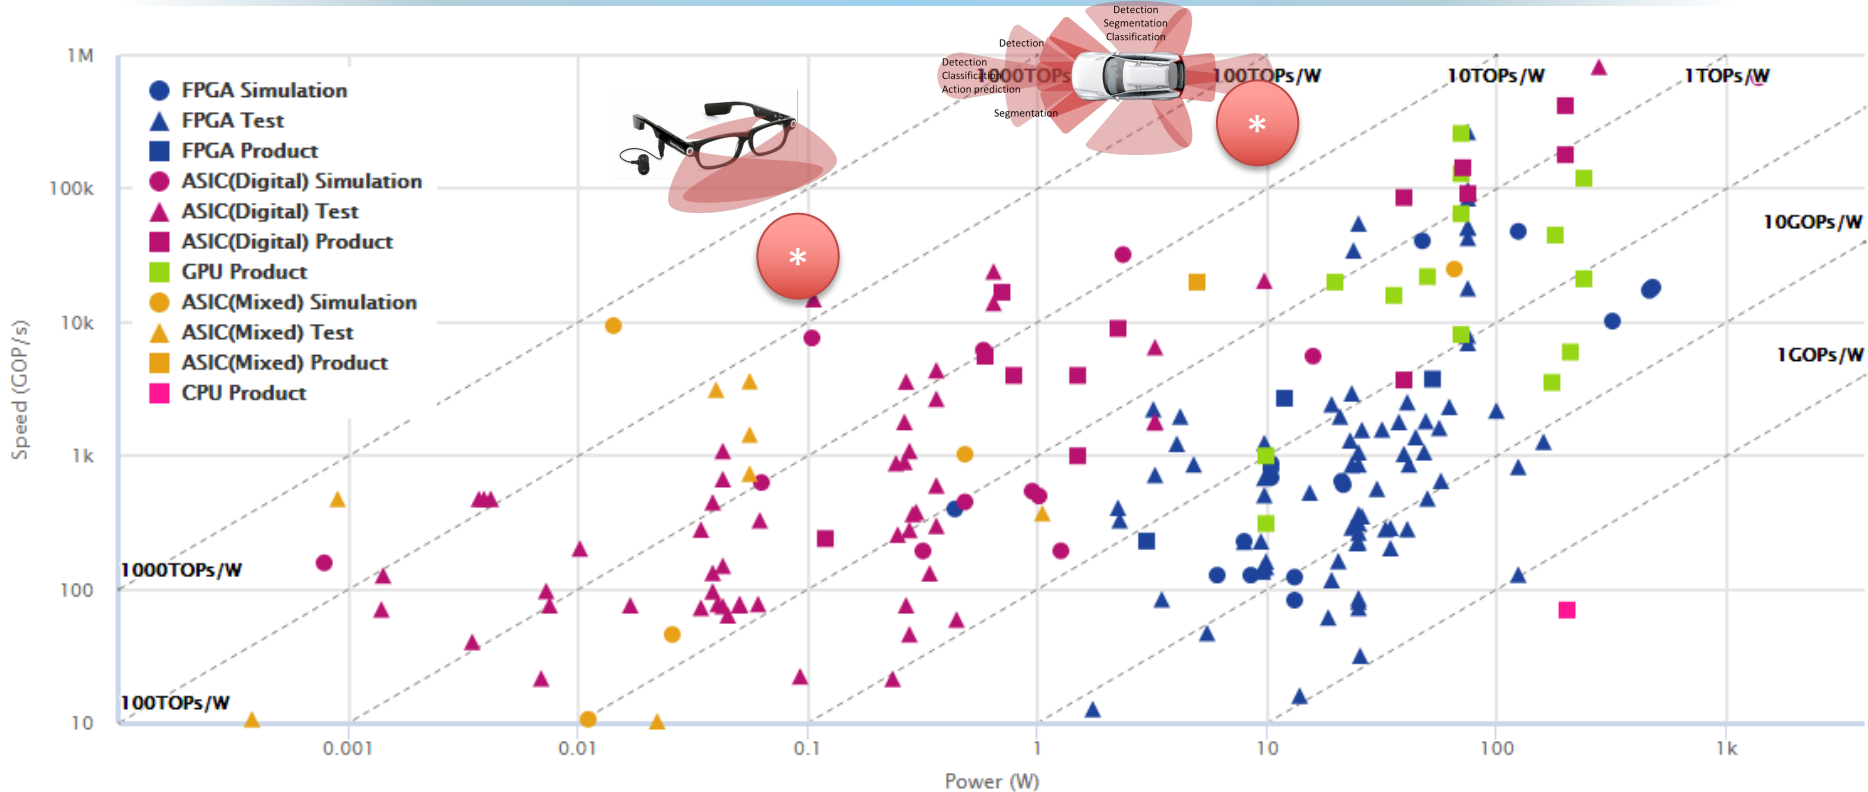 Detection
Segmentation
Classification
Detection
Detection
Classification
Action prediction
Segmentation
1000TOPs
100TOPs/W
10TOPs/W
1TOPs/W
*
*
10GOPs/W
1GOPs/W
1000TOPs/W
100TOPs/W
FPGA Simulation
FPGA Test
FPGA Product
ASIC(Digital) Simulation
ASIC(Digital) Test
ASIC(Digital) Product
GPU Product
ASIC(Mixed) Simulation
ASIC(Mixed) Test
ASIC(Mixed) Product
CPU Product
Speed (GOP/s)
1M
100k
10k
1k
100
10
0.001
0.01
0.1
1
10
100
1k
Power (W)